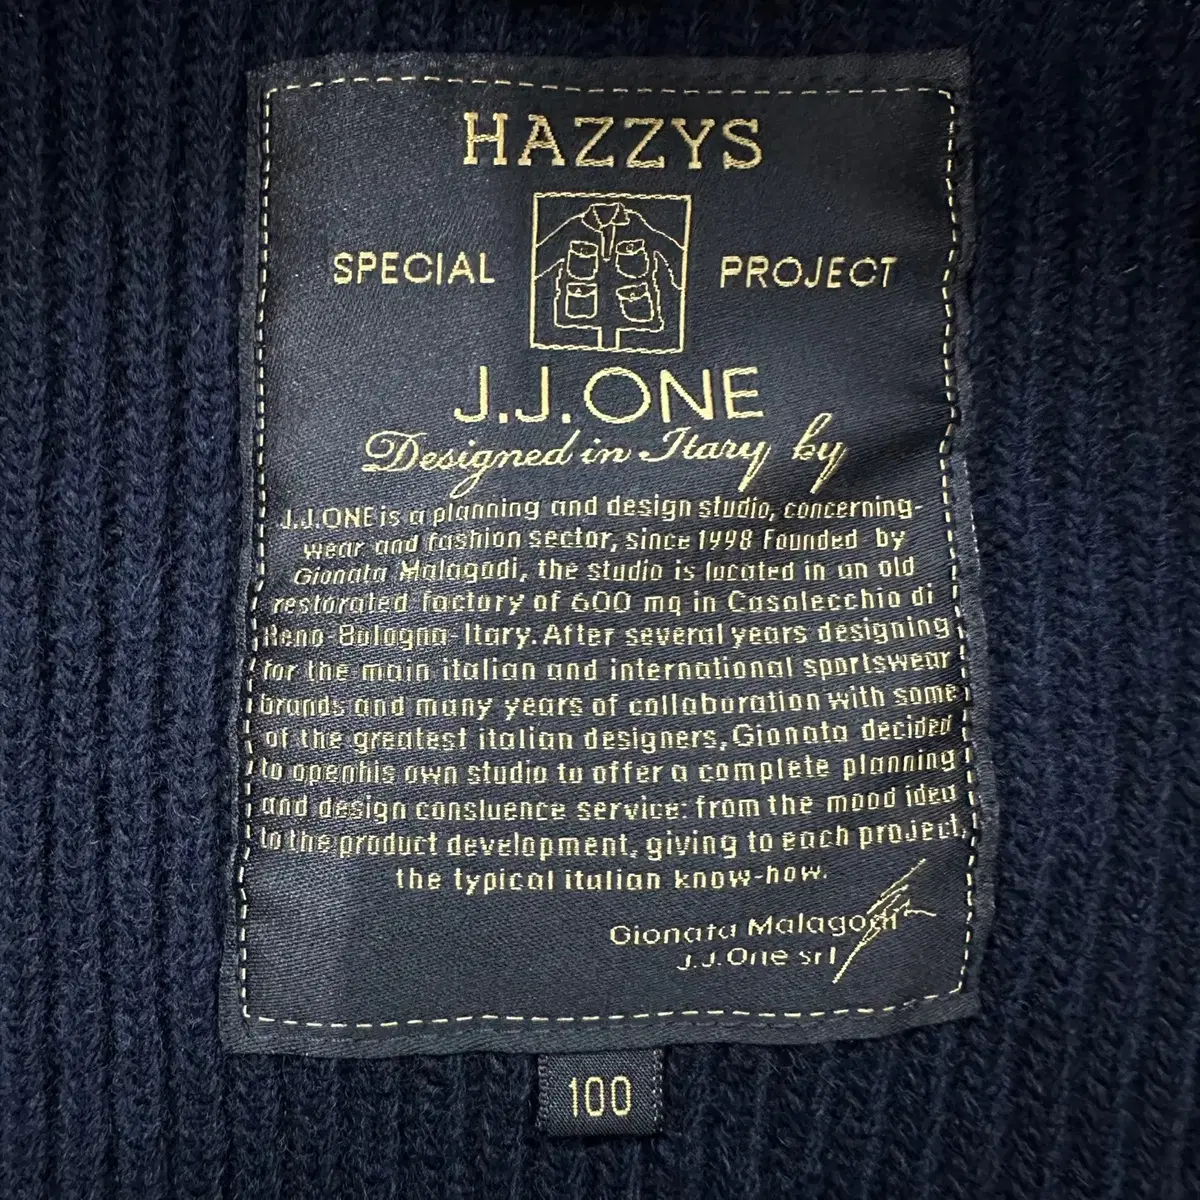 HAZZYS
SPECIAL PROJECT
J.J.ONE
Designed in Itary by
J.J.ONE is a planning and design studio, concerning-
wear and fashion sector, since 1998 Founded by
Gionata Malagodi, the studio is located in an old
restorated factory of 600 mq in Casalecchio di
Reno-Bologna-Itary. After several years designing
for the main italian and international sportswear
brands and many years of collaboration with some
of the greatest italian designers, Gionata decided
to openhis own studio to offer a complete planning
and design consluence service: from the mood idea
to the product development, giving to each project,
the typical italian know-how.
Gionata Malagodi
J.J.One srl
100